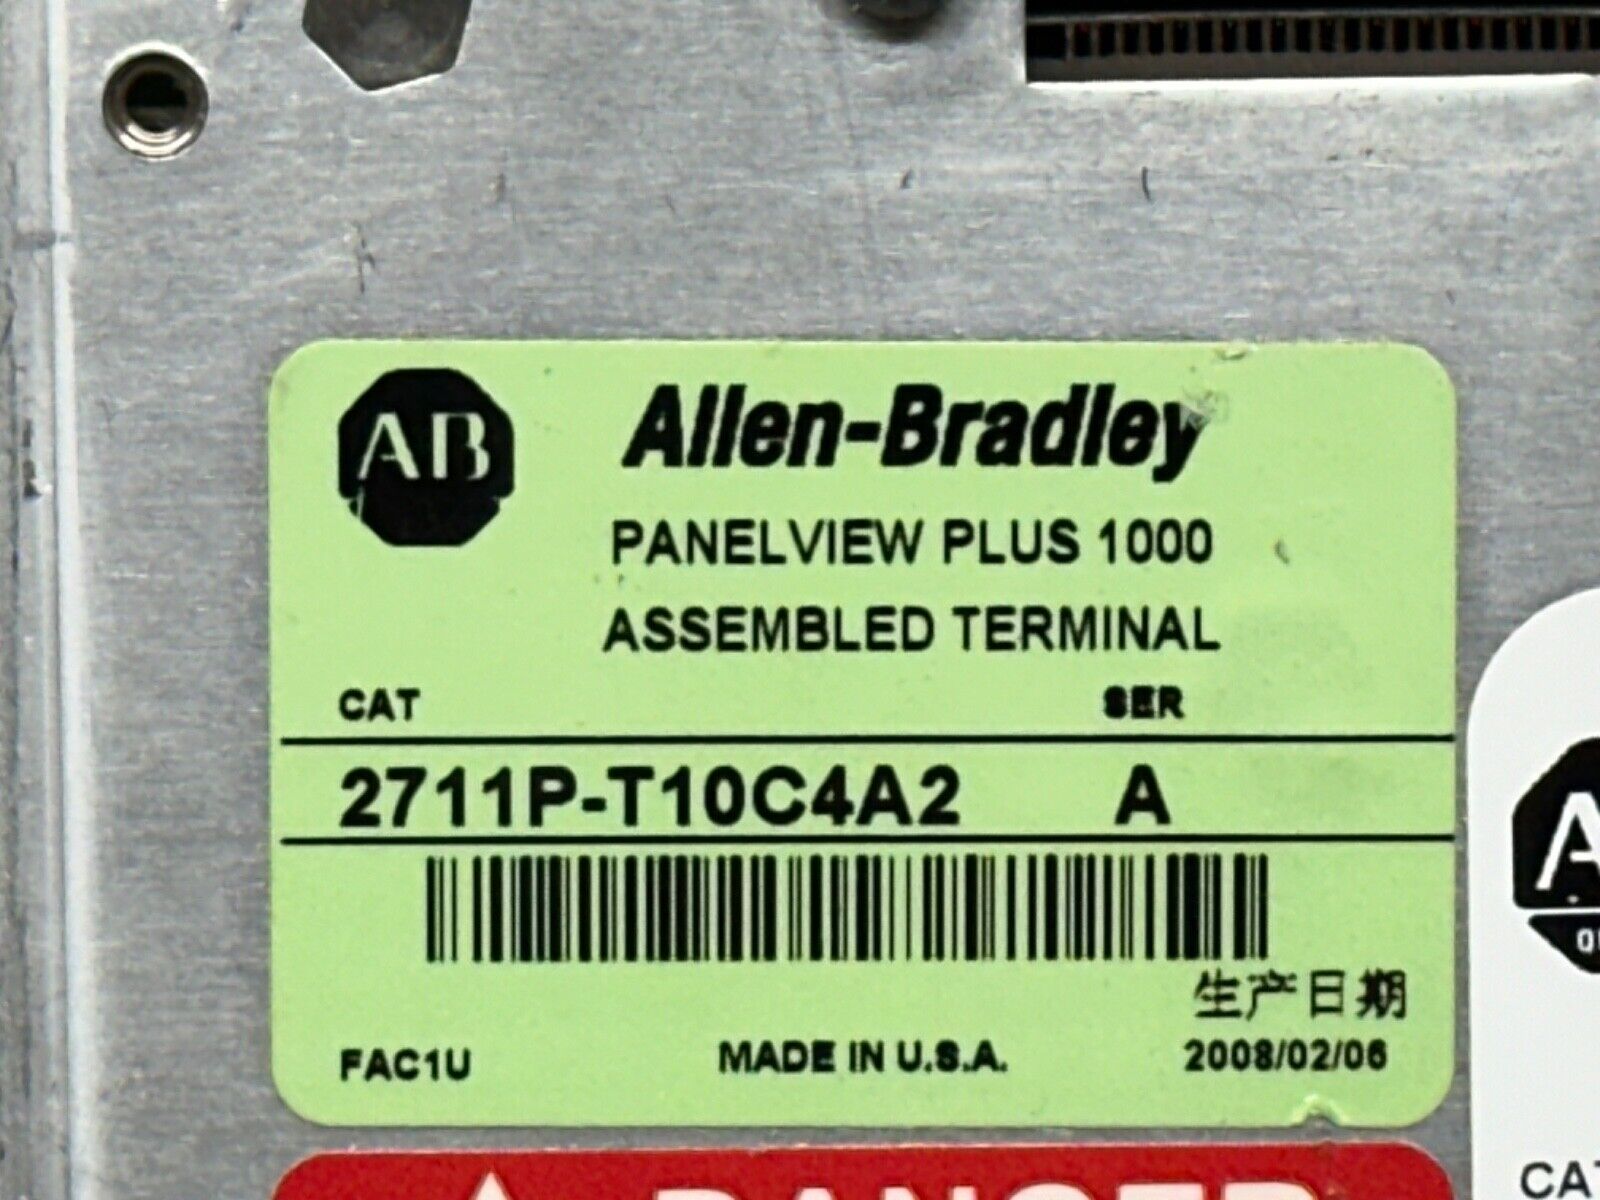 AB
Allen-Bradley
PANELVIEW PLUS 1000
ASSEMBLED TERMINAL
CAT SER
2711P-T10C4A2 A
生产日期
FAC1U MADE IN U.S.A. 2008/02/06
DANGER